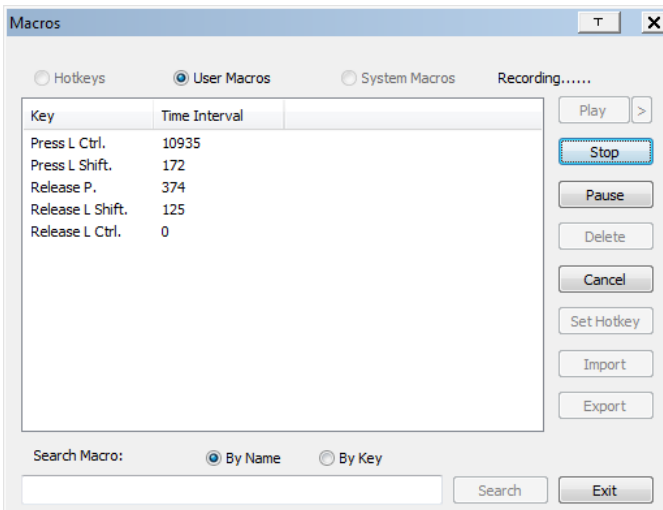 Macros
T X
Hotkeys User Macros System Macros Recording......
Key Time Interval
Play >
Press L Ctrl. 10935
Stop
Press L Shift. 172
Release P. 374
Pause
Release L Shift. 125
Release L Ctrl. 0
Delete
Cancel
Set Hotkey
Import
Export
Search Macro: By Name By Key
Search Exit